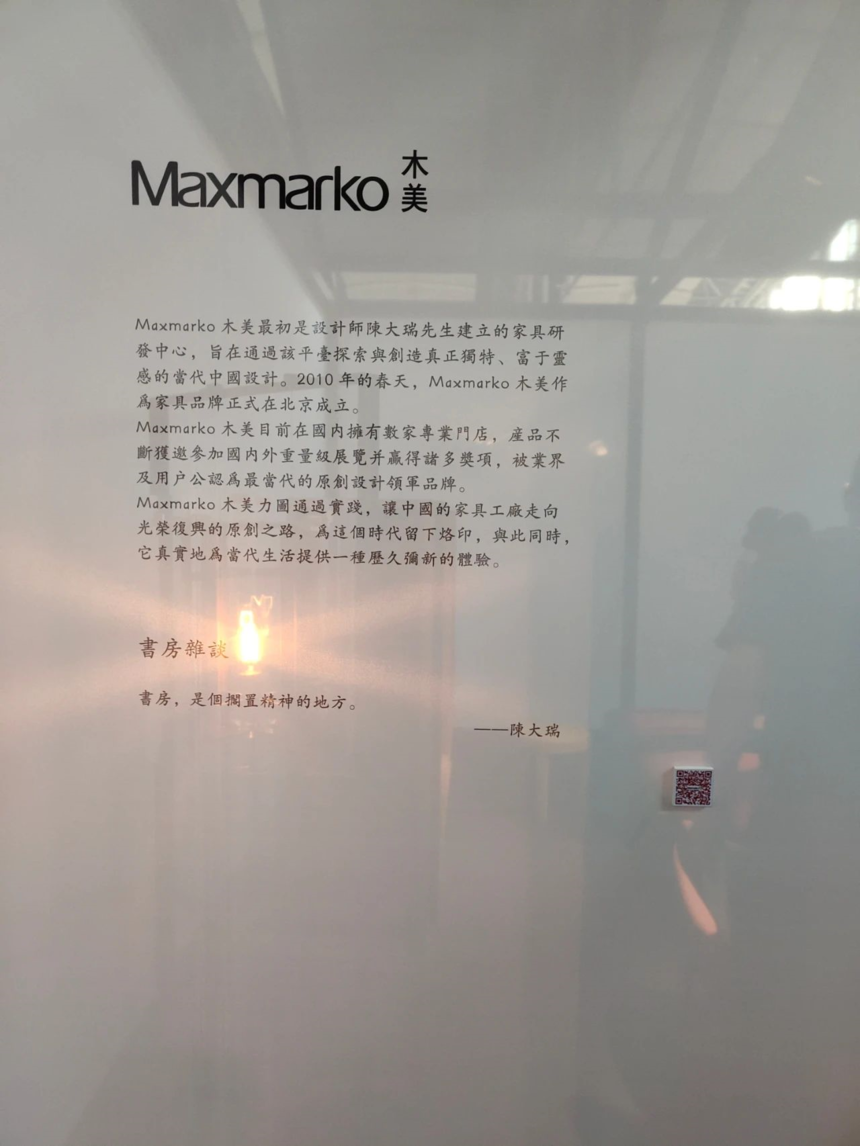 Maxmarko 木美
Maxmarko 木美最初是設計師陳大瑞先生建立的家具研
發中心，旨在通過該平臺探索與創造真正獨特、富于靈
感的當代中國設計。2010 年的春天，Maxmarko 木美作
爲家具品牌正式在北京成立。
Maxmarko 木美目前在國内擁有數家專業門店，産品不
斷獲邀參加國内外重量級展覽并贏得諸多獎項，被業界
及用户公認爲最當代的原創設計領軍品牌。
Maxmarko 木美力圖通過實踐，讓中國的家具工廠走向
光榮復興的原創之路，爲這個時代留下烙印，與此同時，
它真實地爲當代生活提供一種歷久彌新的體驗。
書房雜談
書房，是個擱置精神的地方。
——陳大瑞